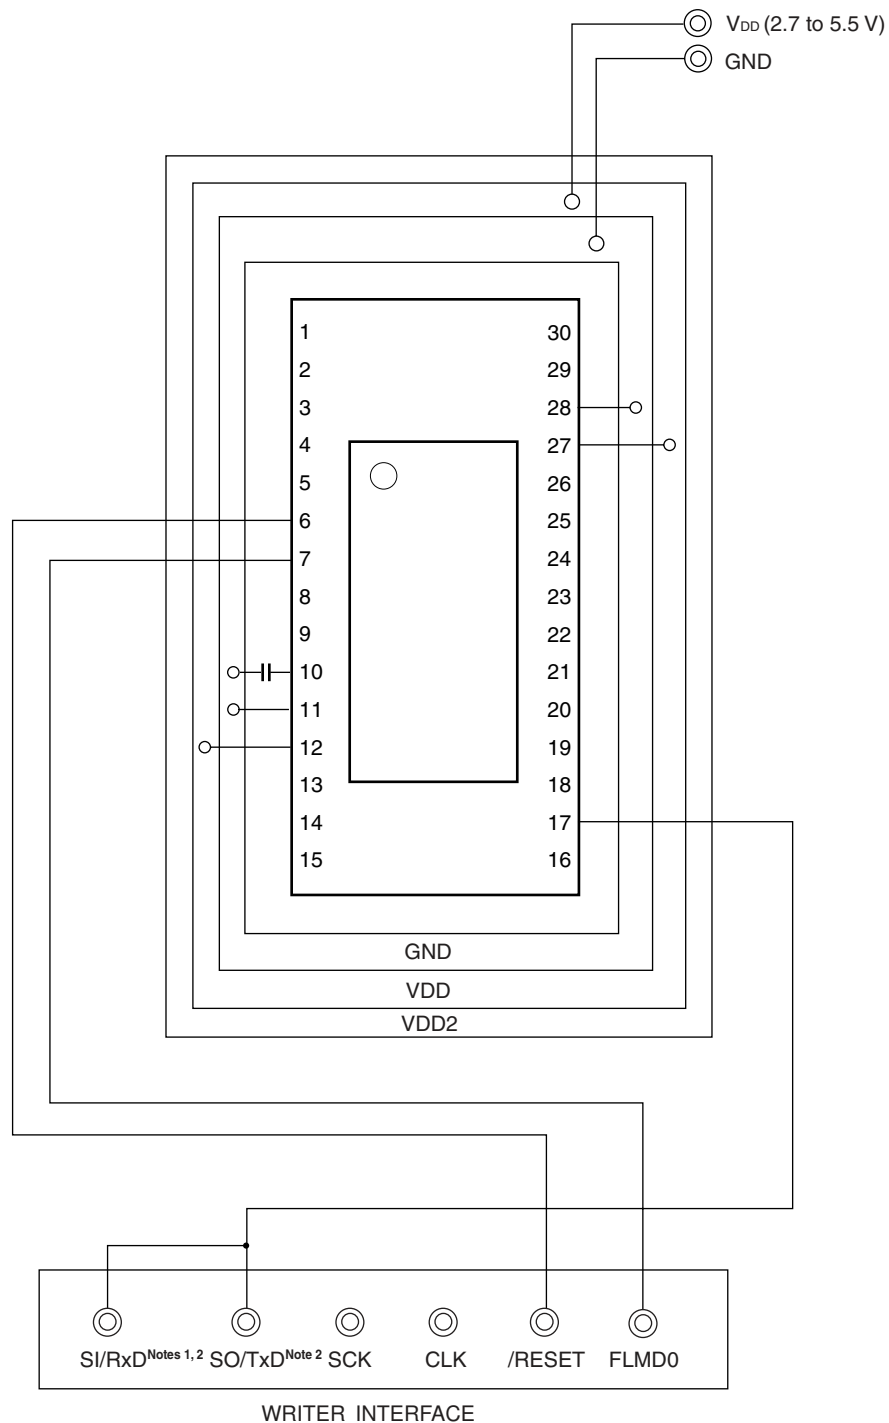 VDD (2.7 to 5.5 V)
GND
1 30
2 29
3 28
4 27
5 26
6 25
7 24
8 23
9 22
10 21
11 20
12 19
13 18
14 17
15 16
GND
VDD
VDD2
SI/RxDNotes 1, 2 SO/TxDNote 2 SCK CLK /RESET FLMD0
WRITER INTERFACE